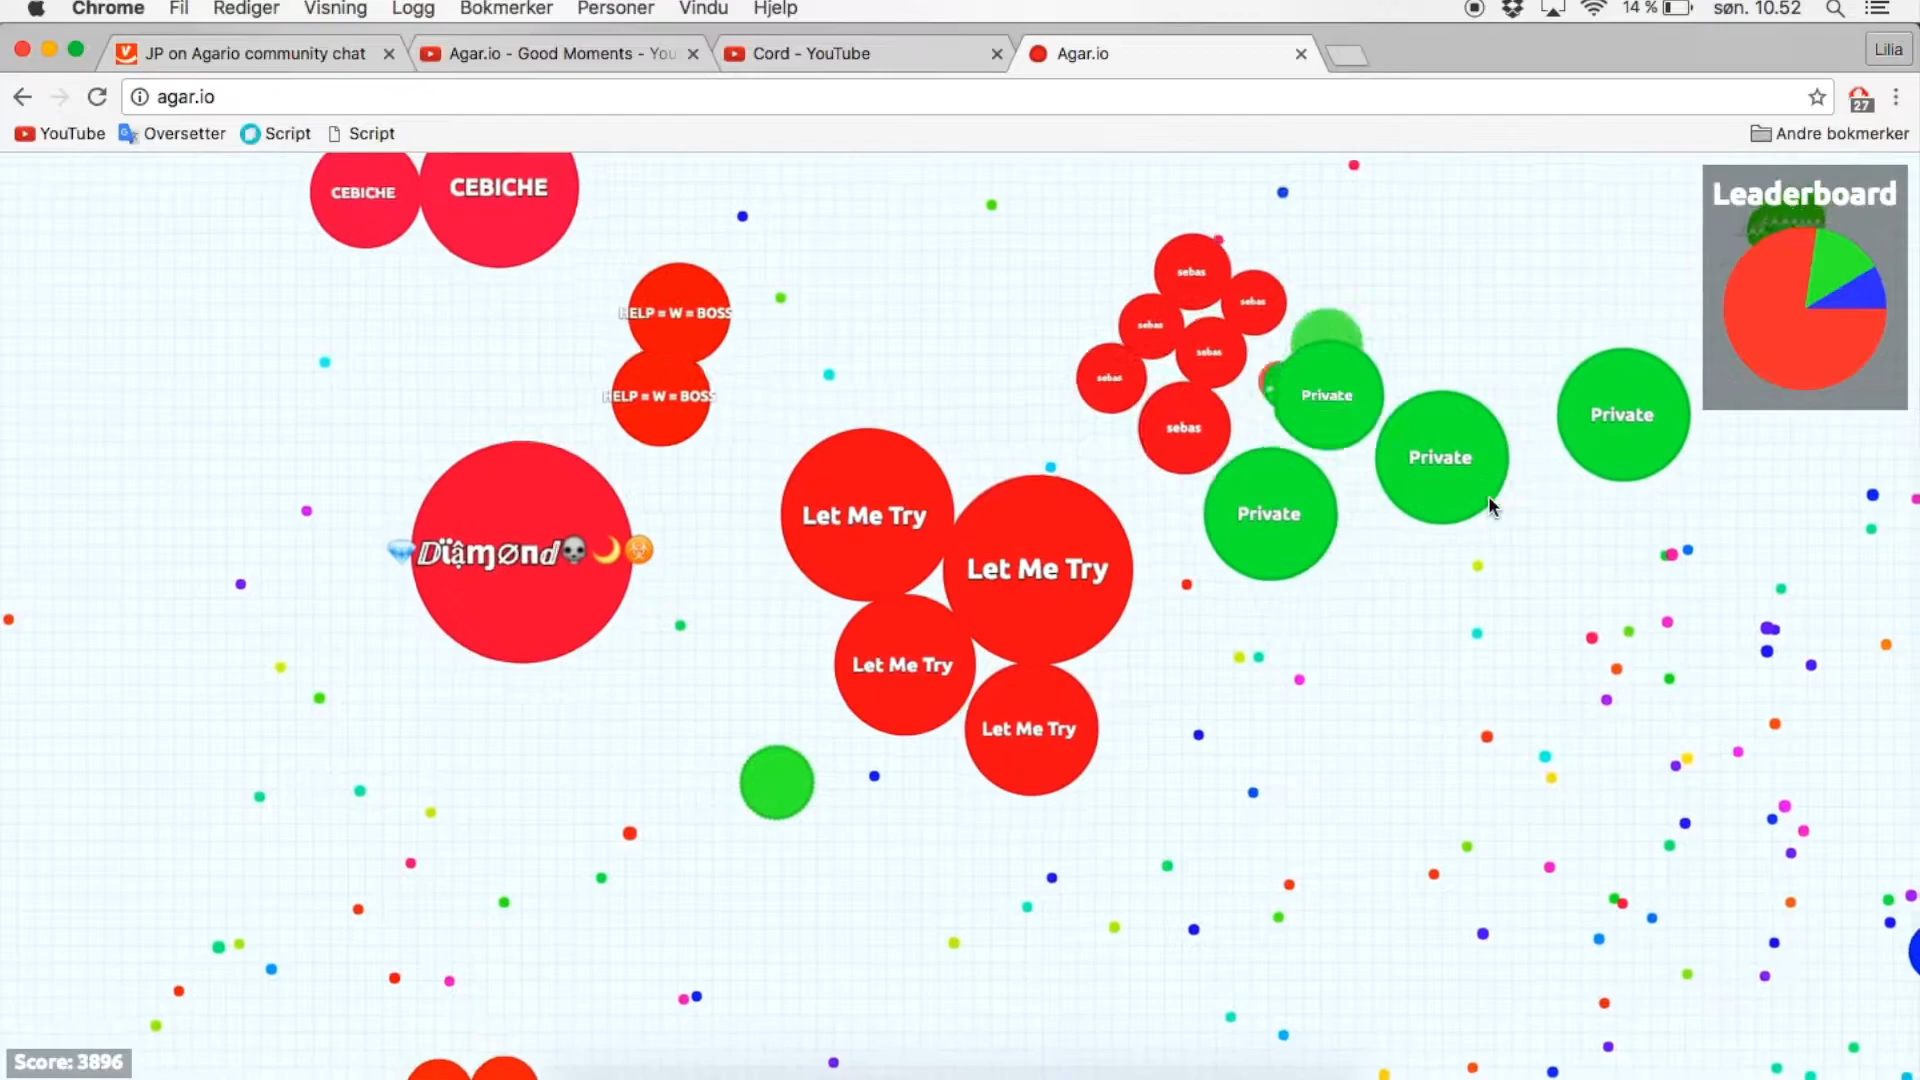 Chrome Fil Rediger Visning Logg Bokmerker Personer Vindu Hjelp 14 % søn. 10.52
JP on Agario community chat Agar.io - Good Moments - You Cord - YouTube Agar.io Lilia
agar.io 27
YouTube Oversetter Script Script Andre bokmerker
Leaderboard
CEBICHE CEBICHE
sebas
sebas
HELP = W = BOSS
sebas
sebas
sebas
HELP = W = BOSS
Private
Private
sebas
Private
Let Me Try
Private
💎𝔻ïậɱØπ𝕕💀🌙☣
Let Me Try
Let Me Try
Let Me Try
Score: 3896